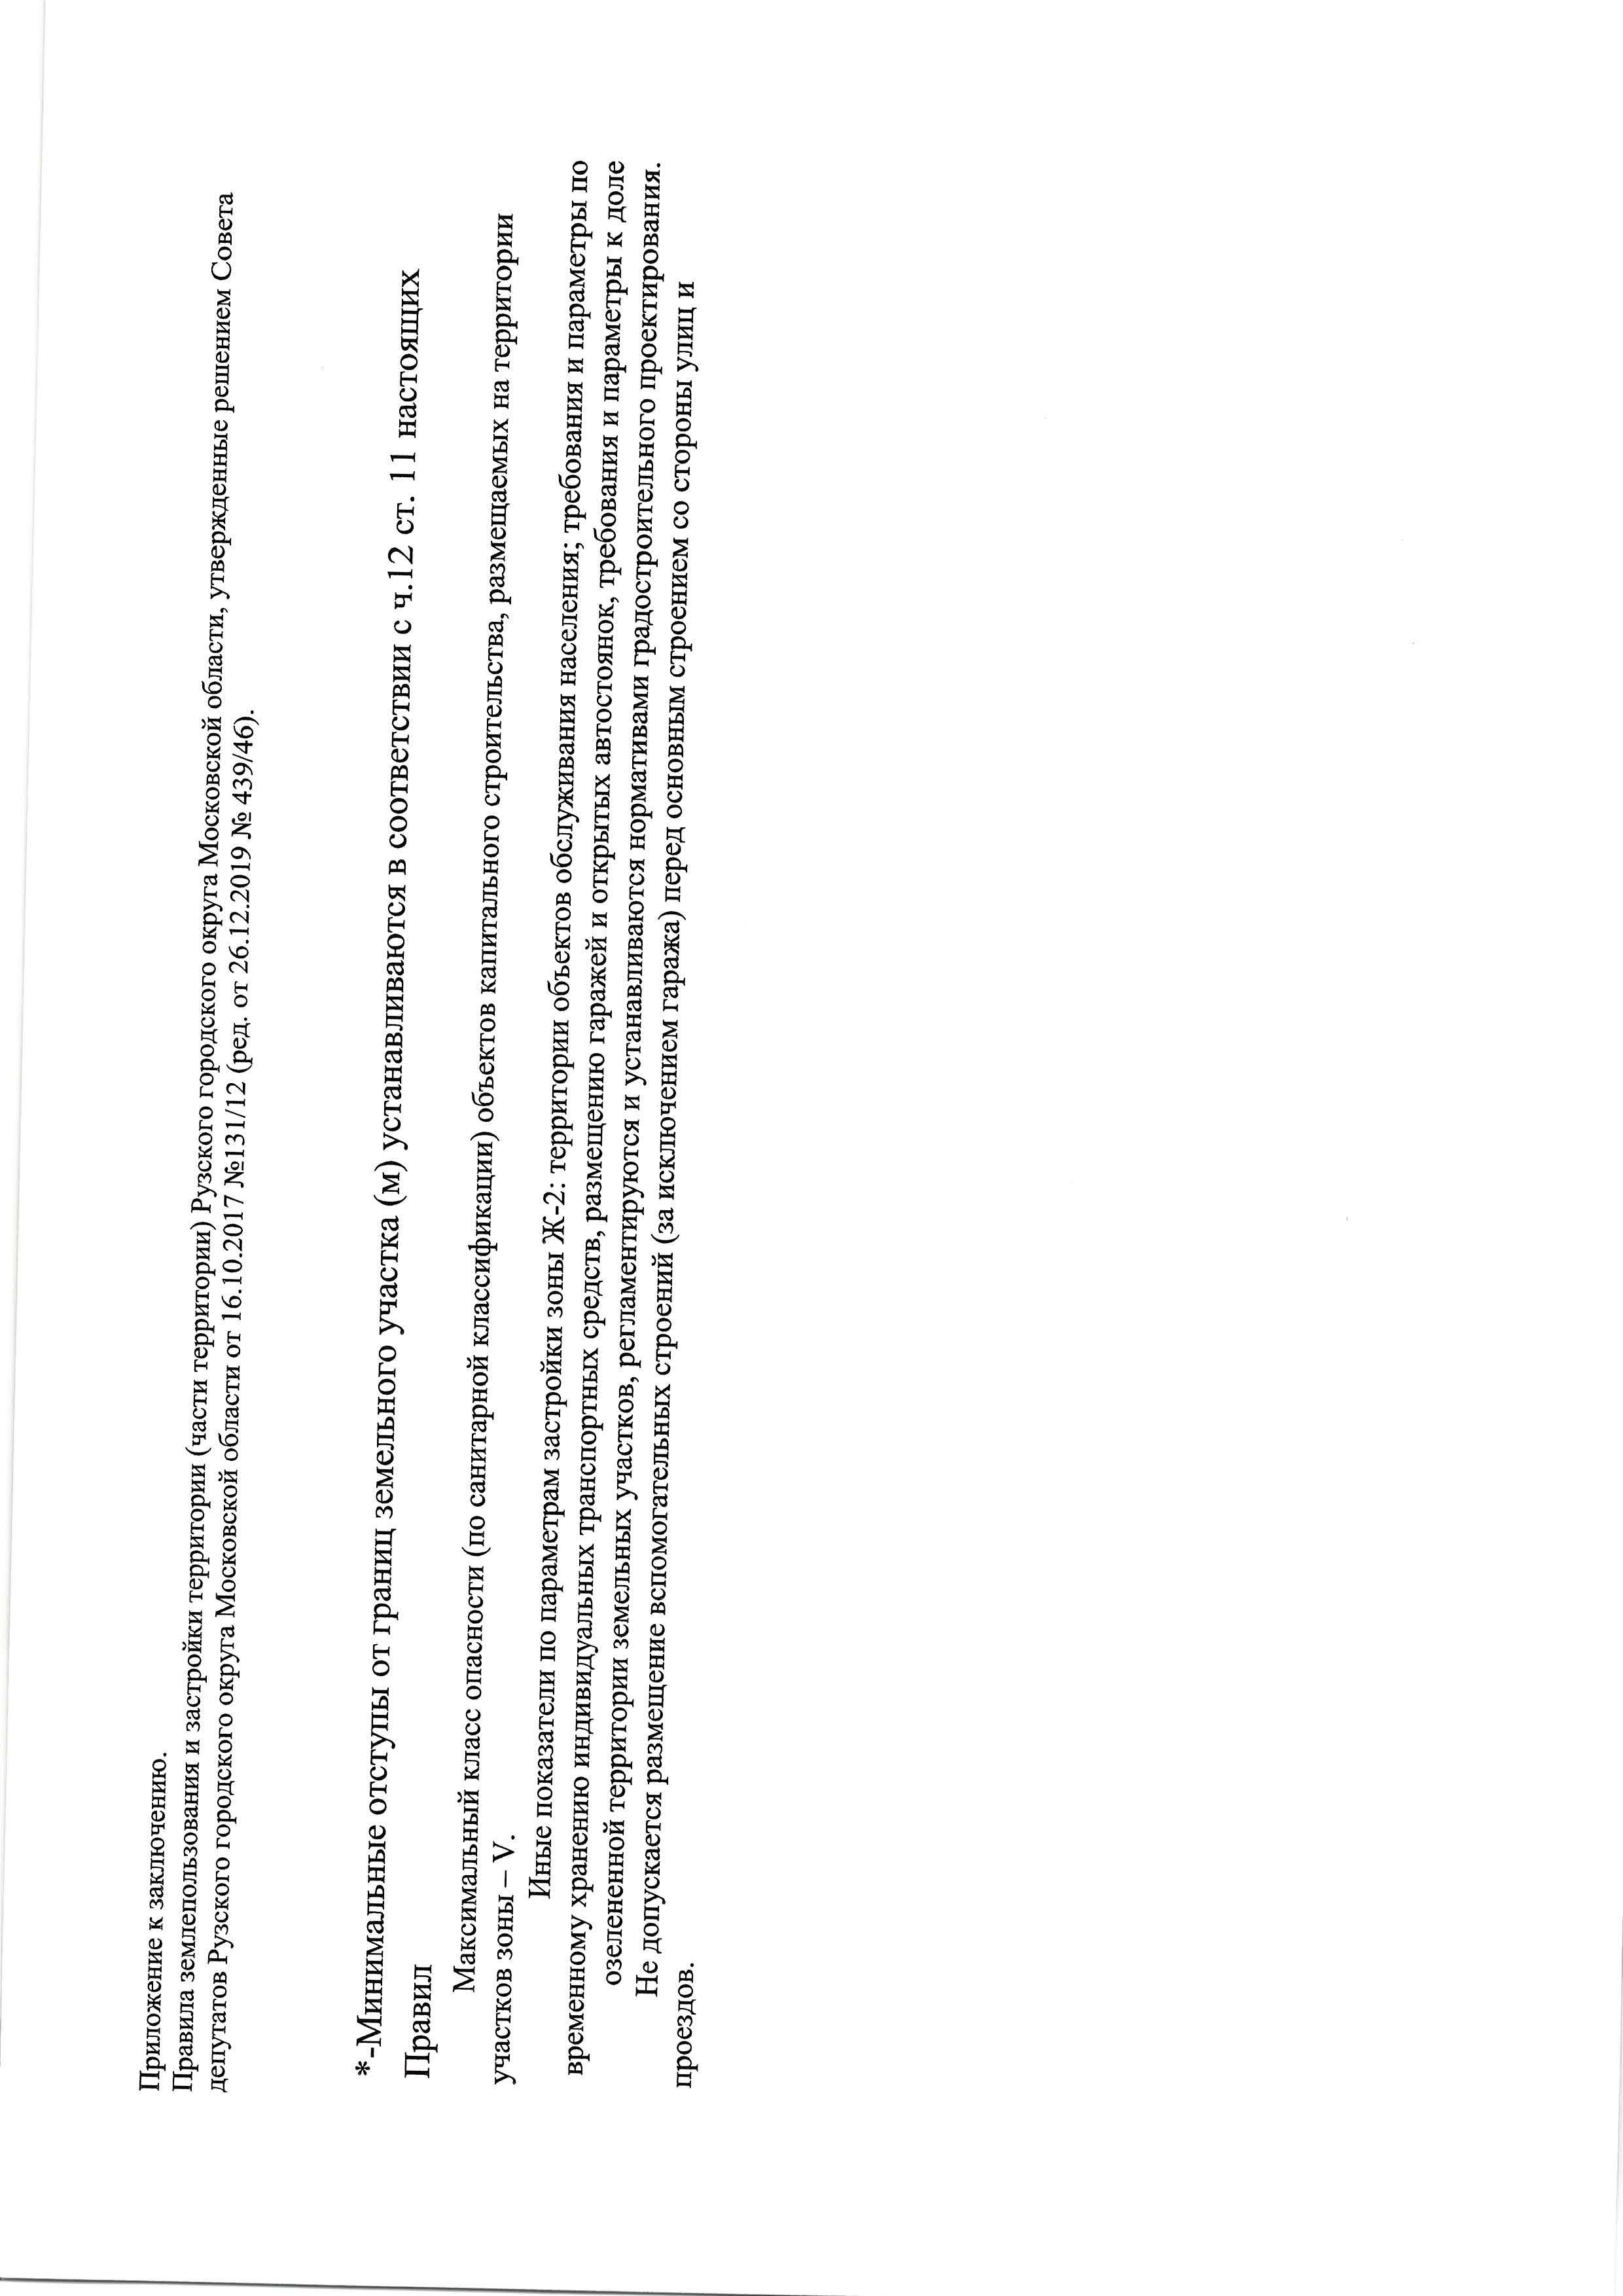 Приложение к заключению.
Правила землепользования и застройки территории (части территории) Рузского городского округа Московской области, утвержденные решением Совета
депутатов Рузского городского округа Московской области от 16.10.2017 №131/12 (ред. от 26.12.2019 № 439/46).
*-Минимальные отступы от границ земельного участка (м) устанавливаются в соответствии с ч.12 ст. 11 настоящих
Правил
Максимальный класс опасности (по санитарной классификации) объектов капитального строительства, размещаемых на территории
участков зоны – V.
Иные показатели по параметрам застройки зоны Ж-2: территории объектов обслуживания населения; требования и параметры по
временному хранению индивидуальных транспортных средств, размещению гаражей и открытых автостоянок, требования и параметры к доле
озелененной территории земельных участков, регламентируются и устанавливаются нормативами градостроительного проектирования.
Не допускается размещение вспомогательных строений (за исключением гаража) перед основным строением со стороны улиц и
проездов.